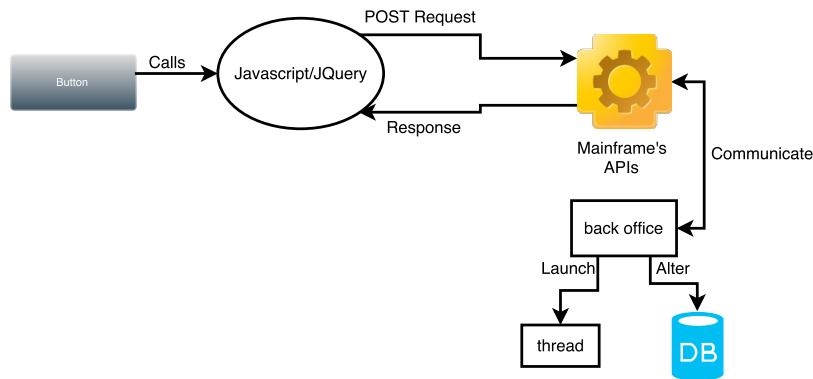 POST Request
Calls
Button
Javascript/JQuery
Response
Mainframe's
APIs
Communicate
back office
Launch
Alter
thread
DB